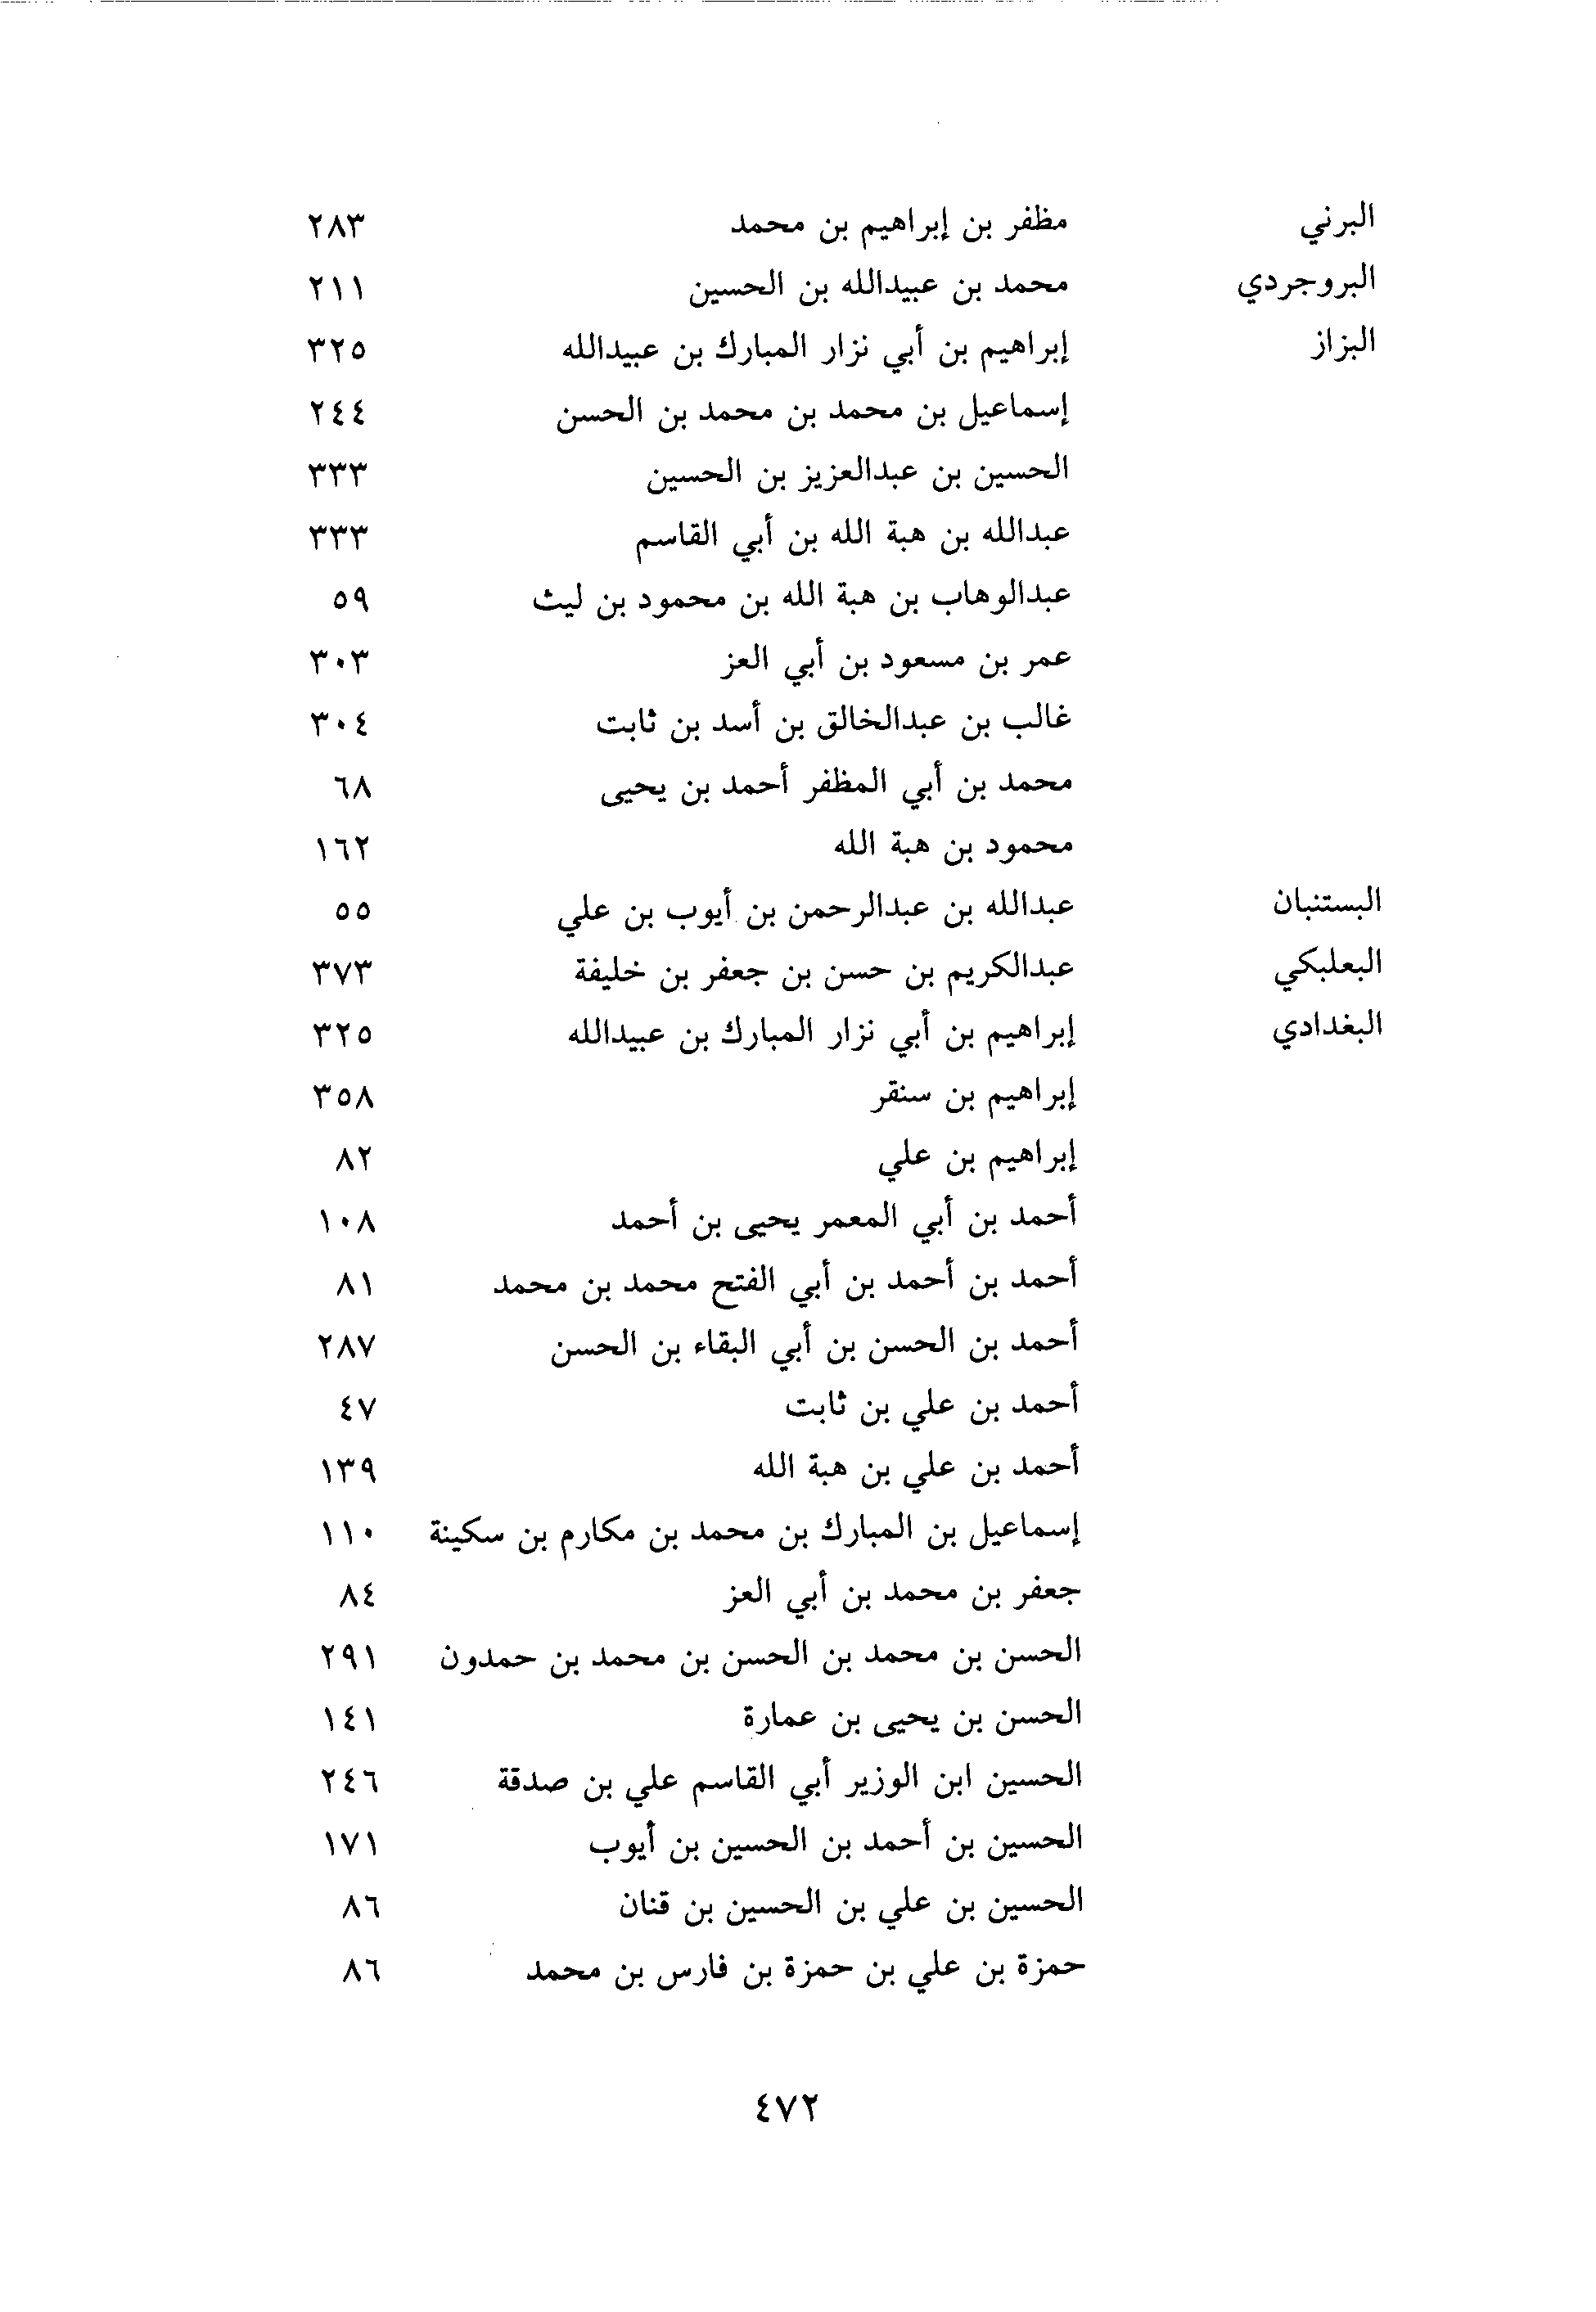 البرني مظفر بن إبراهيم بن محمد ٢٨٣
البروجردي محمد بن عبيدالله بن الحسين ٢١١
البزاز إبراهيم بن أبي نزار المبارك بن عبيدالله ٣٢٥
إسماعيل بن محمد بن محمد بن الحسن ٢٤٤
الحسين بن عبدالعزيز بن الحسين ٣٣٣
عبدالله بن هبة الله بن أبي القاسم ٣٣٣
عبدالوهاب بن هبة الله بن محمود بن ليث ٥٩
عمر بن مسعود بن أبي العز ٣٠٣
غالب بن عبدالخالق بن أسد بن ثابت ٣٠٤
محمد بن أبي المظفر أحمد بن يحيى ٦٨
محمود بن هبة الله ١٦٢
البستنبان عبدالله بن عبدالرحمن بن أيوب بن علي ٥٥
البعلبكي عبدالكريم بن حسن بن جعفر بن خليفة ٣٧٣
البغدادي إبراهيم بن أبي نزار المبارك بن عبيدالله ٣٢٥
إبراهيم بن سنقر ٣٥٨
إبراهيم بن علي ٨٢
أحمد بن أبي المعمر يحيى بن أحمد ١٠٨
أحمد بن أحمد بن أبي الفتح محمد بن محمد ٨١
أحمد بن الحسن بن أبي البقاء بن الحسن ٢٨٧
أحمد بن علي بن ثابت ٤٧
أحمد بن علي بن هبة الله ١٣٩
إسماعيل بن المبارك بن محمد بن مكارم بن سكينة ١١٠
جعفر بن محمد بن أبي العز ٨٤
الحسن بن محمد بن الحسن بن محمد بن حمدون ٢٩١
الحسن بن يحيى بن عمارة ١٤١
الحسين ابن الوزير أبي القاسم علي بن صدقة ٢٤٦
الحسين بن أحمد بن الحسين بن أيوب ١٧١
الحسين بن علي بن الحسين بن قنان ٨٦
حمزة بن علي بن حمزة بن فارس بن محمد ٨٦
٤٧٢